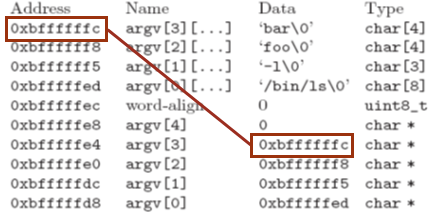 Address Name Data Type
0xbffffffc argv[3][...] ‘bar\0’ char[4]
0xbffffff8 argv[2][...] ‘foo\0’ char[4]
0xbffffff5 argv[1][...] ‘-l\0’ char[3]
0xbfffffed argv[0][...] ‘/bin/ls\0’ char[8]
0xbfffffec word-align 0 uint8_t
0xbfffffe8 argv[4] 0 char *
0xbfffffe4 argv[3] 0xbffffffc char *
0xbfffffe0 argv[2] 0xbffffff8 char *
0xbfffffdc argv[1] 0xbffffff5 char *
0xbfffffd8 argv[0] 0xbfffffed char *